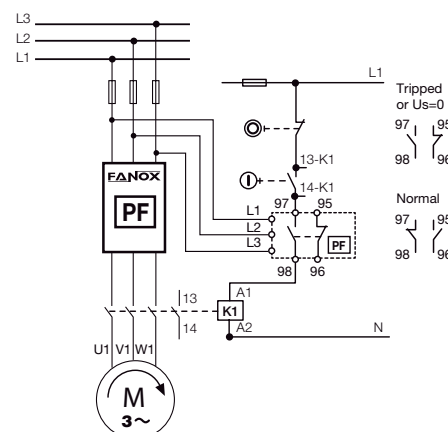 L3
L2
L1
L1
Tripped
or Us=0
97 95
98 96
13-K1
14-K1
FANOX
PF
L1
L2
L3
97 95
PF
98 96
Normal
97 95
98 96
13
14
A1
K1
A2
N
U1 V1 W1
M
3~